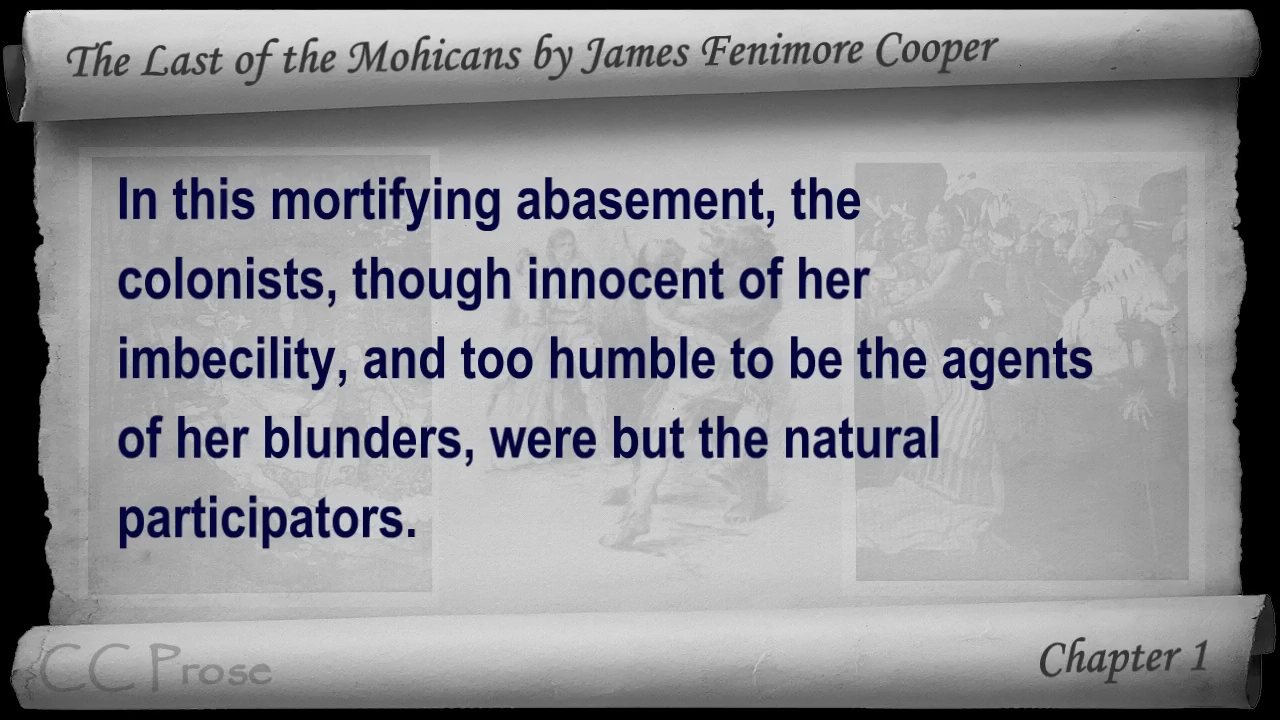 The Last of the Mohicans by James Fenimore Cooper
In this mortifying abasement, the
colonists, though innocent of her
imbecility, and too humble to be the agents
of her blunders, were but the natural
participators.
CC Prose
Chapter 1